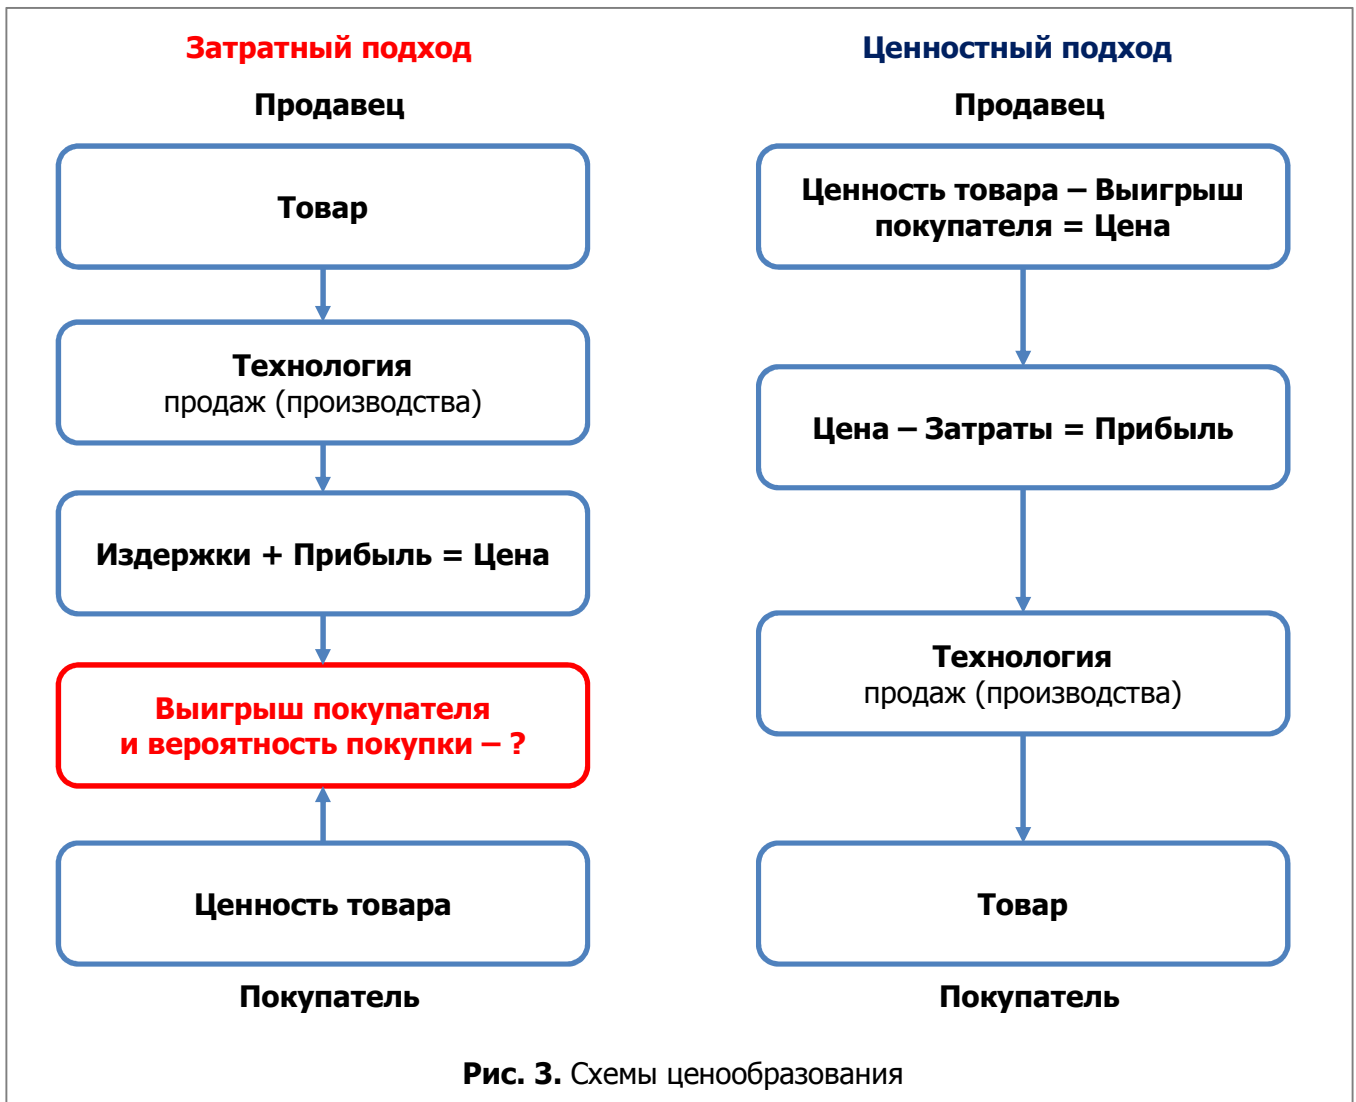 Затратный подход
Продавец
Товар
Технология
продаж (производства)
Издержки + Прибыль = Цена
Выигрыш покупателя
и вероятность покупки – ?
Ценность товара
Покупатель
Ценностный подход
Продавец
Ценность товара – Выигрыш
покупателя = Цена
Цена – Затраты = Прибыль
Технология
продаж (производства)
Товар
Покупатель
Рис. 3. Схемы ценообразования